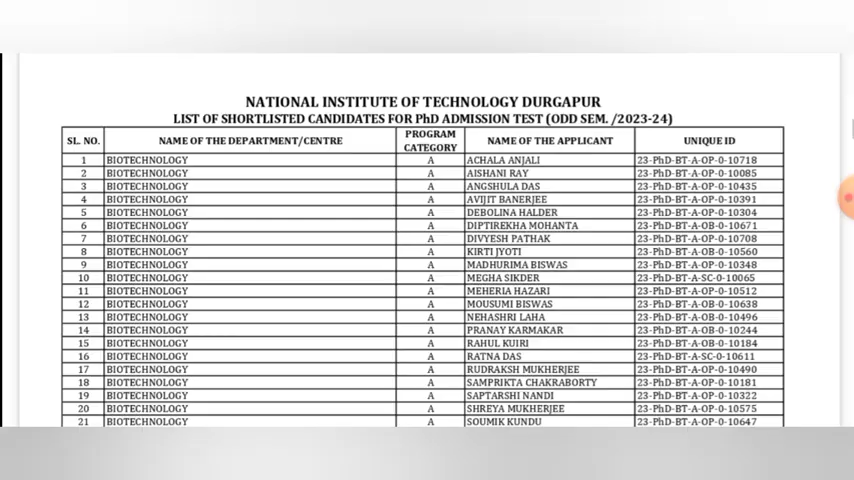 NATIONAL INSTITUTE OF TECHNOLOGY DURGAPUR
LIST OF SHORTLISTED CANDIDATES FOR PhD ADMISSION TEST (ODD SEM. /2023-24)
SL. NO. NAME OF THE DEPARTMENT/CENTRE PROGRAM CATEGORY NAME OF THE APPLICANT UNIQUE ID
1 BIOTECHNOLOGY A ACHALA ANJALI 23-PhD-BT-A-OP-0-10718
2 BIOTECHNOLOGY A AISHANI RAY 23-PhD-BT-A-OP-0-10085
3 BIOTECHNOLOGY A ANGSHULA DAS 23-PhD-BT-A-OP-0-10435
4 BIOTECHNOLOGY A AVIJIT BANERJEE 23-PhD-BT-A-OP-0-10391
5 BIOTECHNOLOGY A DEBOLINA HALDER 23-PhD-BT-A-OP-0-10304
6 BIOTECHNOLOGY A DIPTIREKHA MOHANTA 23-PhD-BT-A-OB-0-10671
7 BIOTECHNOLOGY A DIVYESH PATHAK 23-PhD-BT-A-OP-0-10708
8 BIOTECHNOLOGY A KIRTI JYOTI 23-PhD-BT-A-OB-0-10560
9 BIOTECHNOLOGY A MADHURIMA BISWAS 23-PhD-BT-A-OP-0-10348
10 BIOTECHNOLOGY A MEGHA SIKDER 23-PhD-BT-A-SC-0-10065
11 BIOTECHNOLOGY A MEHERIA HAZARI 23-PhD-BT-A-OP-0-10512
12 BIOTECHNOLOGY A MOUSUMI BISWAS 23-PhD-BT-A-OB-0-10638
13 BIOTECHNOLOGY A NEHASHRI LAHA 23-PhD-BT-A-OB-0-10496
14 BIOTECHNOLOGY A PRANAY KARMAKAR 23-PhD-BT-A-OB-0-10244
15 BIOTECHNOLOGY A RAHUL KUIRI 23-PhD-BT-A-OB-0-10184
16 BIOTECHNOLOGY A RATNA DAS 23-PhD-BT-A-SC-0-10611
17 BIOTECHNOLOGY A RUDRAKSH MUKHERJEE 23-PhD-BT-A-OP-0-10490
18 BIOTECHNOLOGY A SAMPRIKTA CHAKRABORTY 23-PhD-BT-A-OP-0-10181
19 BIOTECHNOLOGY A SAPTARSHI NANDI 23-PhD-BT-A-OP-0-10322
20 BIOTECHNOLOGY A SHREYA MUKHERJEE 23-PhD-BT-A-OP-0-10575
21 BIOTECHNOLOGY A SOUMIK KUNDU 23-PhD-BT-A-OP-0-10647